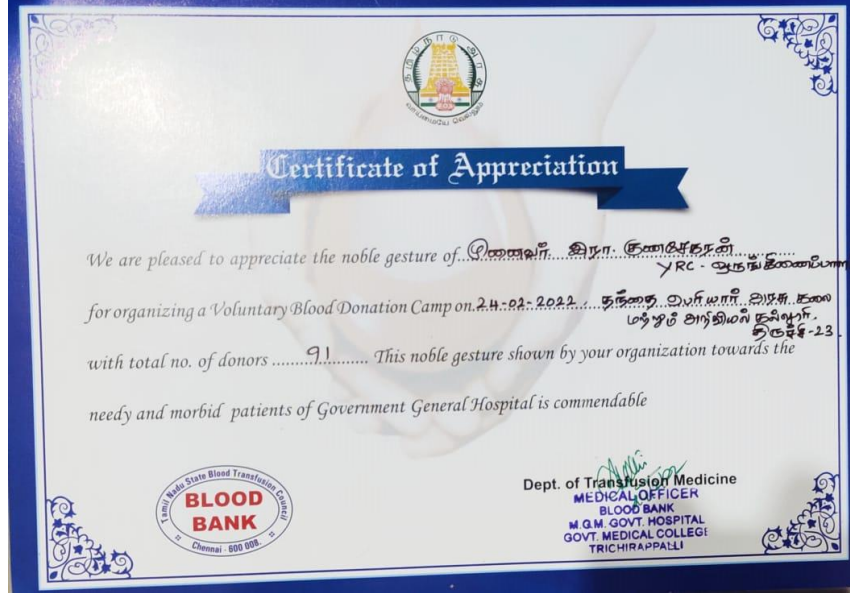 தமிழ்நாடு அரசு
வாய்மையே வெல்லும்
Certificate of Appreciation
We are pleased to appreciate the noble gesture of..முனைவர். இரா. குணசேகரன்
YRC - ஒருங்கிணைப்பாளர்
for organizing a Voluntary Blood Donation Camp on.24-02-2022, தந்தை பெரியார் அரசு கலை
மற்றும் அறிவியல் கல்லூரி,
திருச்சி-23.
with total no. of donors ..........91....... This noble gesture shown by your organization towards the
needy and morbid patients of Government General Hospital is commendable
Tamil Nadu State Blood Transfusion Council
BLOOD
BANK
Chennai - 600 008.
Dept. of Transfusion Medicine
MEDICAL OFFICER
BLOOD BANK
M.G.M. GOVT. HOSPITAL
GOVT. MEDICAL COLLEGE
TRICHIRAPPALLI